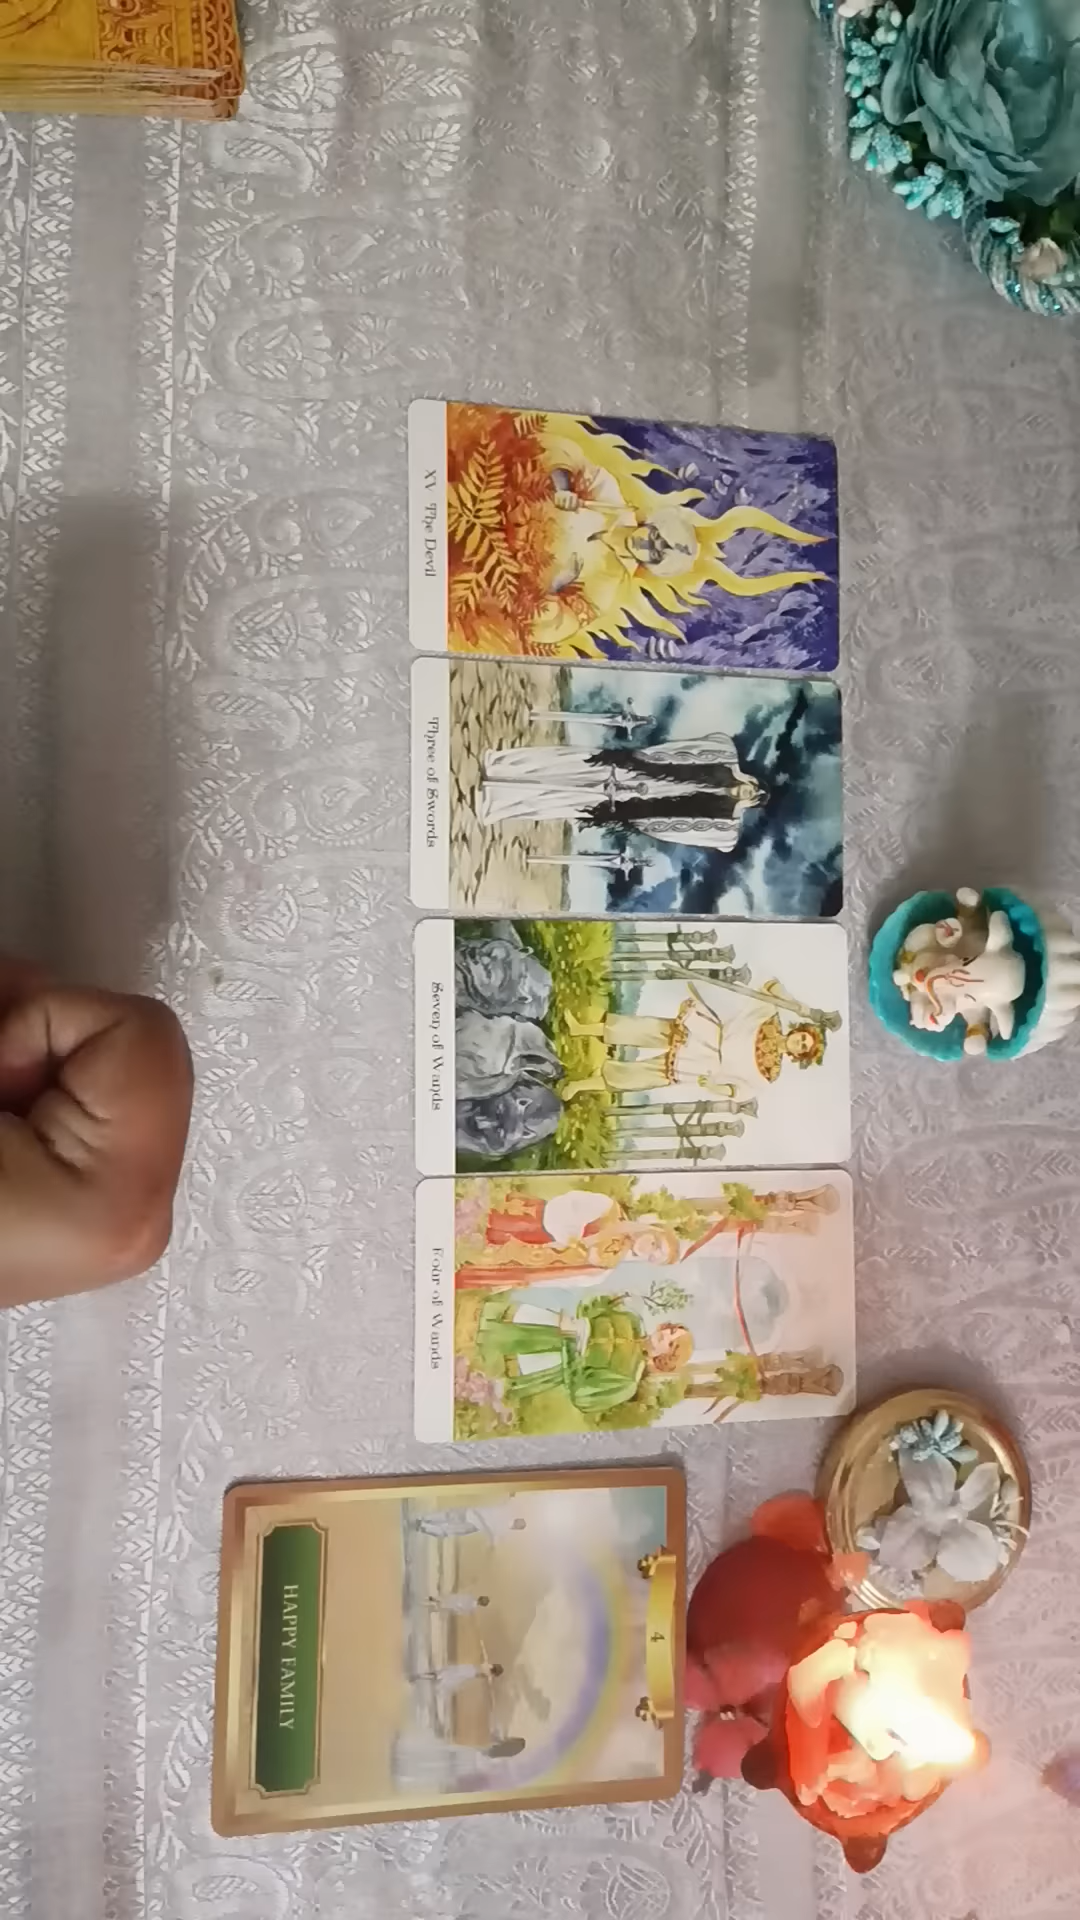 XV The Devil
Three of Swords
Seven of Wands
Four of Wands
4
HAPPY FAMILY